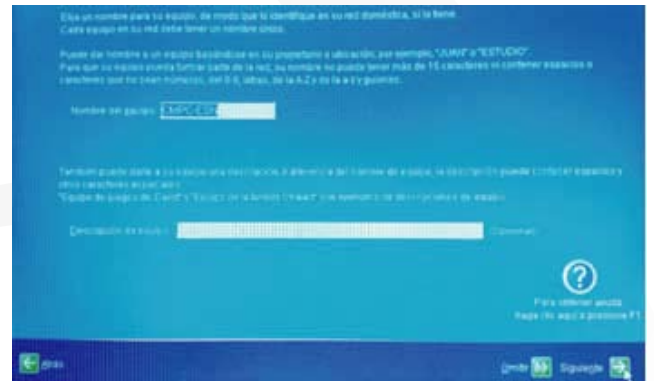 Elija un nombre para su equipo, de modo que lo identifique en su red doméstica, si la tiene.
Cada equipo en su red debe tener un nombre único.
Puede dar nombre a un equipo basándose en su propietario o ubicación, por ejemplo, "JUAN" o "ESTUDIO".
Para que su equipo pueda formar parte de la red, su nombre no puede tener más de 15 caracteres ni contener espacios o
caracteres que no sean números, del 0-9, letras, de la A-Z y de la a-z y guiones.
Nombre del equipo:
También puede darle a su equipo una descripción. A diferencia del nombre de equipo, la descripción puede contener espacios y
otros caracteres especiales.
"Equipo de juegos de David" y "Equipo de la familia" son ejemplos de descripciones de equipo.
Descripción de equipo: (Opcional)
Para obtener ayuda
haga clic aquí o presione F1.
Atrás
Omitir Siguiente